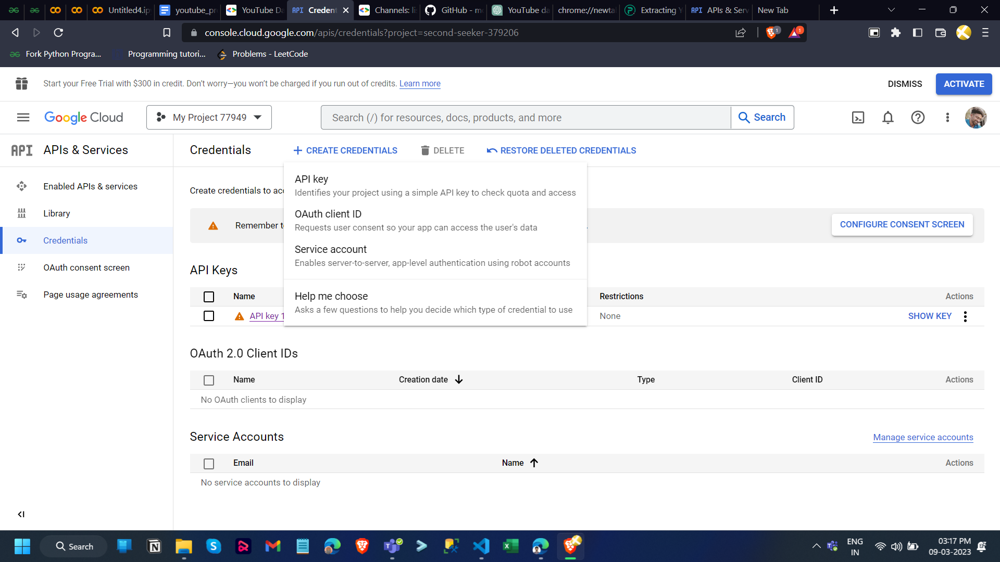 Untitled4.ip
youtube_pr
YouTube Da
Credent
Channels: li
GitHub - m
YouTube da
chrome://newtal
Extracting Y
APIs & Serv
New Tab
console.cloud.google.com/apis/credentials?project=second-seeker-379206
1
1
Fork Python Progra...
Programming tutori...
Problems - LeetCode
Start your Free Trial with $300 in credit. Don't worry—you won't be charged if you run out of credits. Learn more
DISMISS
ACTIVATE
Google Cloud
My Project 77949
Search (/) for resources, docs, products, and more
Search
API APIs & Services
Credentials
CREATE CREDENTIALS
DELETE
RESTORE DELETED CREDENTIALS
Enabled APIs & services
Library
Credentials
OAuth consent screen
Page usage agreements
Create credentials to acc
Remember t
CONFIGURE CONSENT SCREEN
API key
Identifies your project using a simple API key to check quota and access
OAuth client ID
Requests user consent so your app can access the user's data
Service account
Enables server-to-server, app-level authentication using robot accounts
Help me choose
Asks a few questions to help you decide which type of credential to use
API Keys
Name
Restrictions
Actions
API key 1
None
SHOW KEY
OAuth 2.0 Client IDs
Name
Creation date
Type
Client ID
Actions
No OAuth clients to display
Service Accounts
Manage service accounts
Email
Name
Actions
No service accounts to display
Search
ENG
IN
03:17 PM
09-03-2023